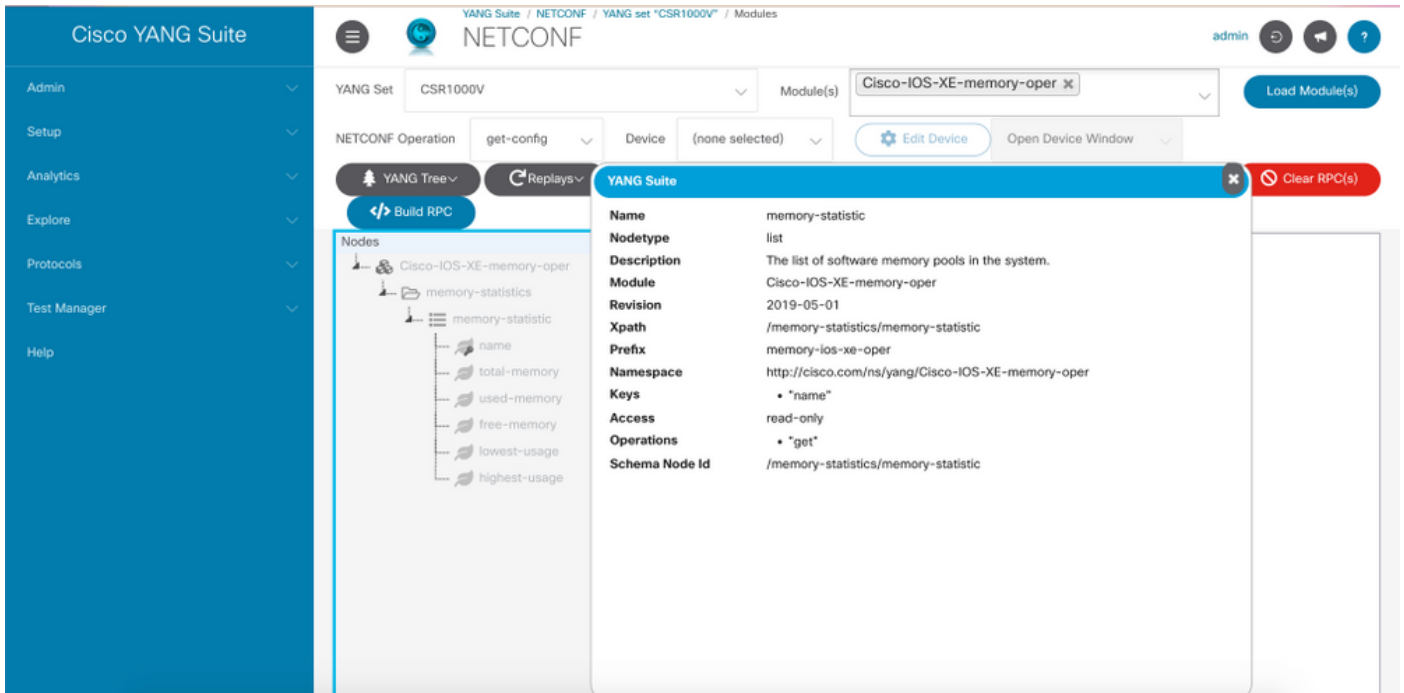 Cisco YANG Suite
Admin
Setup
Analytics
Explore
Protocols
Test Manager
Help
YANG Suite / NETCONF / YANG set "CSR1000V" / Modules
NETCONF
admin
?
YANG Set CSR1000V Module(s) Cisco-IOS-XE-memory-oper Load Module(s)
NETCONF Operation get-config Device (none selected) Edit Device Open Device Window
YANG Tree Replays Clear RPC(s)
</> Build RPC
Nodes
Cisco-IOS-XE-memory-oper
memory-statistics
memory-statistic
name
total-memory
used-memory
free-memory
lowest-usage
highest-usage
YANG Suite
Name memory-statistic
Nodetype list
Description The list of software memory pools in the system.
Module Cisco-IOS-XE-memory-oper
Revision 2019-05-01
Xpath /memory-statistics/memory-statistic
Prefix memory-ios-xe-oper
Namespace http://cisco.com/ns/yang/Cisco-IOS-XE-memory-oper
Keys • "name"
Access read-only
Operations • "get"
Schema Node Id /memory-statistics/memory-statistic